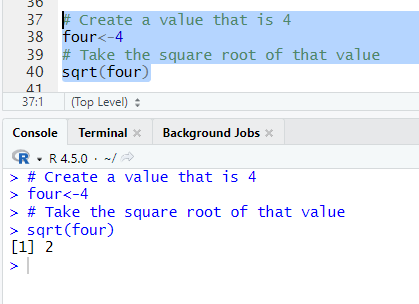 36
37 # Create a value that is 4
38 four<-4
39 # Take the square root of that value
40 sqrt(four)
41
37:1 (Top Level)
Console Terminal Background Jobs
R R 4.5.0 · ~/
> # Create a value that is 4
> four<-4
> # Take the square root of that value
> sqrt(four)
[1] 2
>